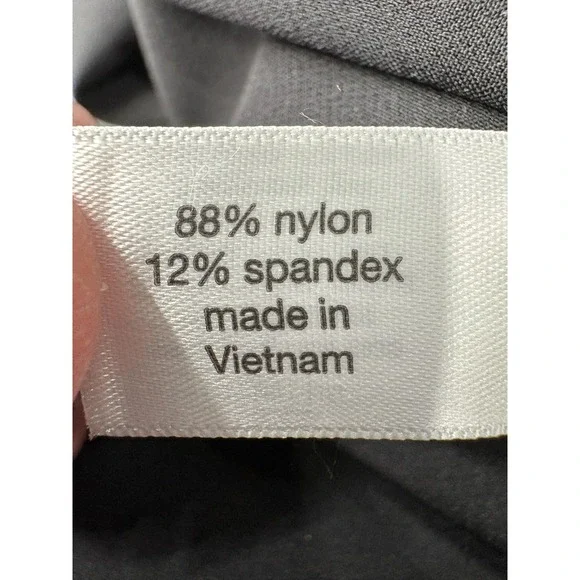 88% nylon
12% spandex
made in
Vietnam